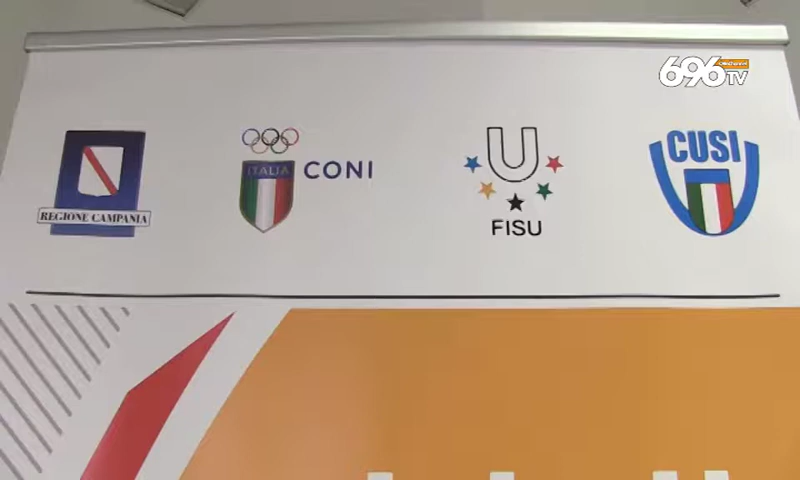 696 TV
REGIONE CAMPANIA
ITALIA
CONI
U
FISU
CUSI